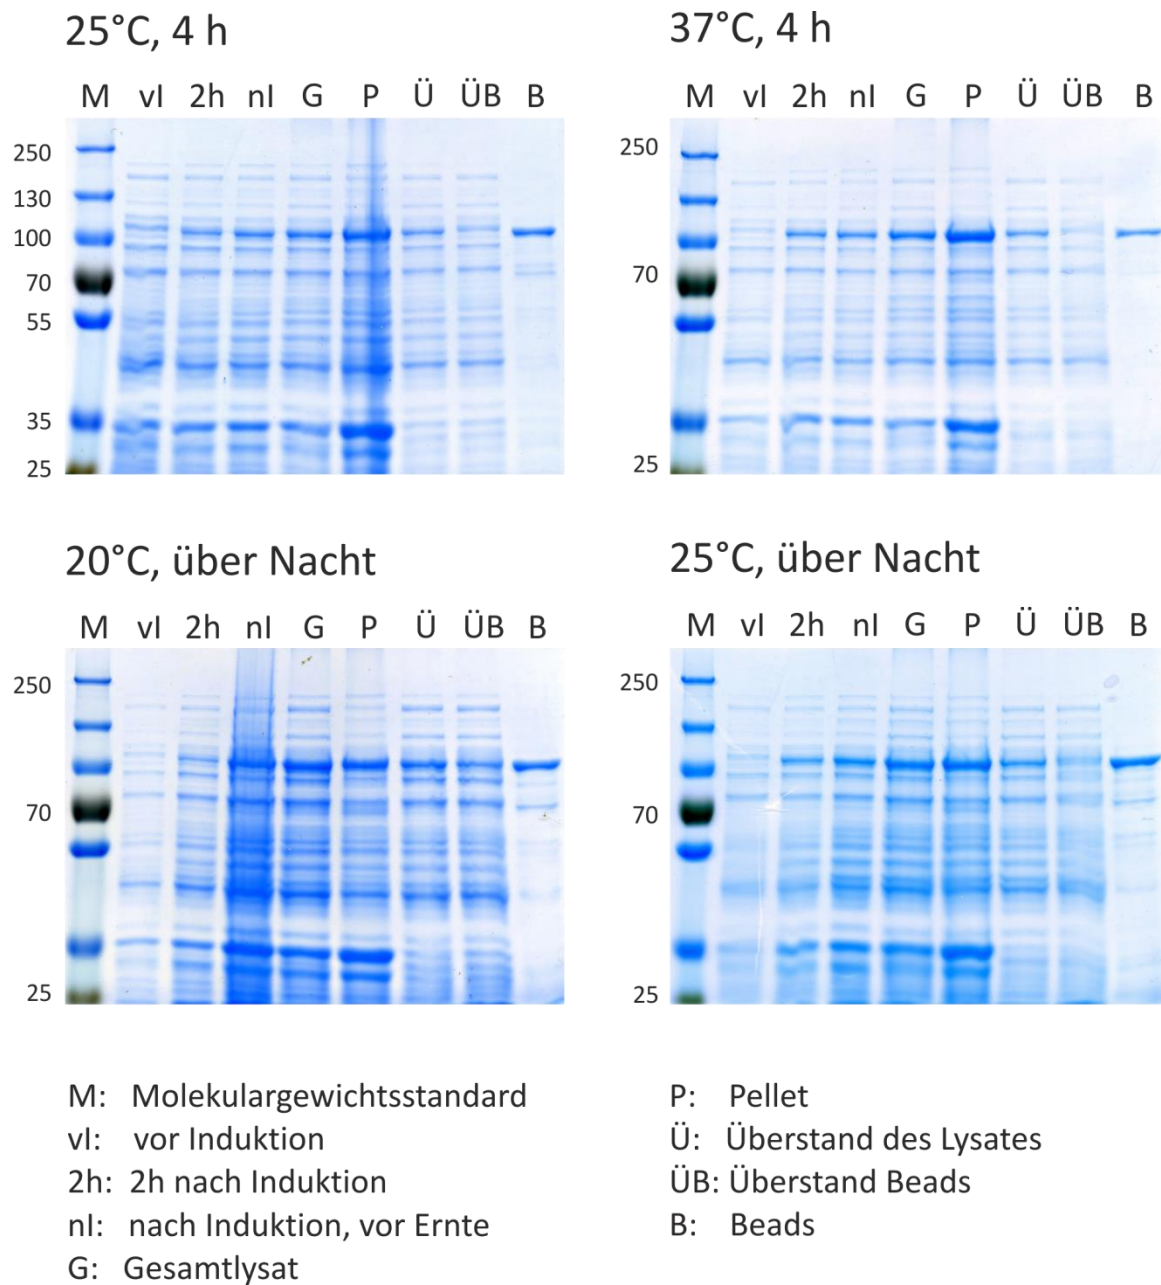 25°C, 4 h
M vI 2h nI G P Ü ÜB B
250
130
100
70
55
35
25
37°C, 4 h
M vI 2h nI G P Ü ÜB B
250
70
25
20°C, über Nacht
M vI 2h nI G P Ü ÜB B
250
70
25
25°C, über Nacht
M vI 2h nI G P Ü ÜB B
250
70
25
M: Molekulargewichtsstandard
vI: vor Induktion
2h: 2h nach Induktion
nI: nach Induktion, vor Ernte
G: Gesamtlysat
P: Pellet
Ü: Überstand des Lysates
ÜB: Überstand Beads
B: Beads